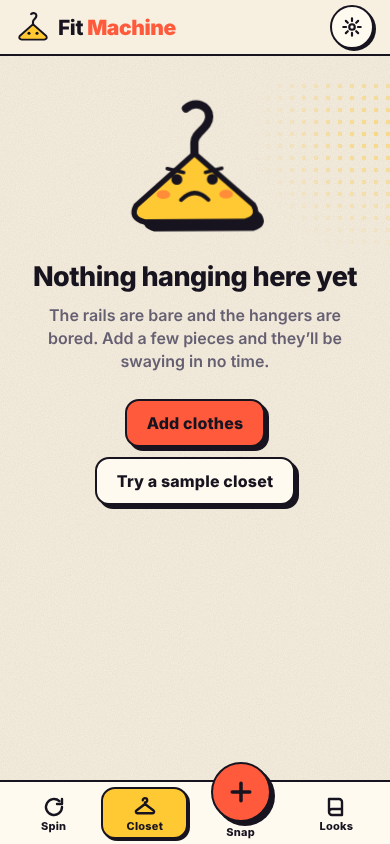 Fit Machine
Nothing hanging here yet
The rails are bare and the hangers are
bored. Add a few pieces and they’ll be
swaying in no time.
Add clothes
Try a sample closet
Spin
Closet
Snap
Looks